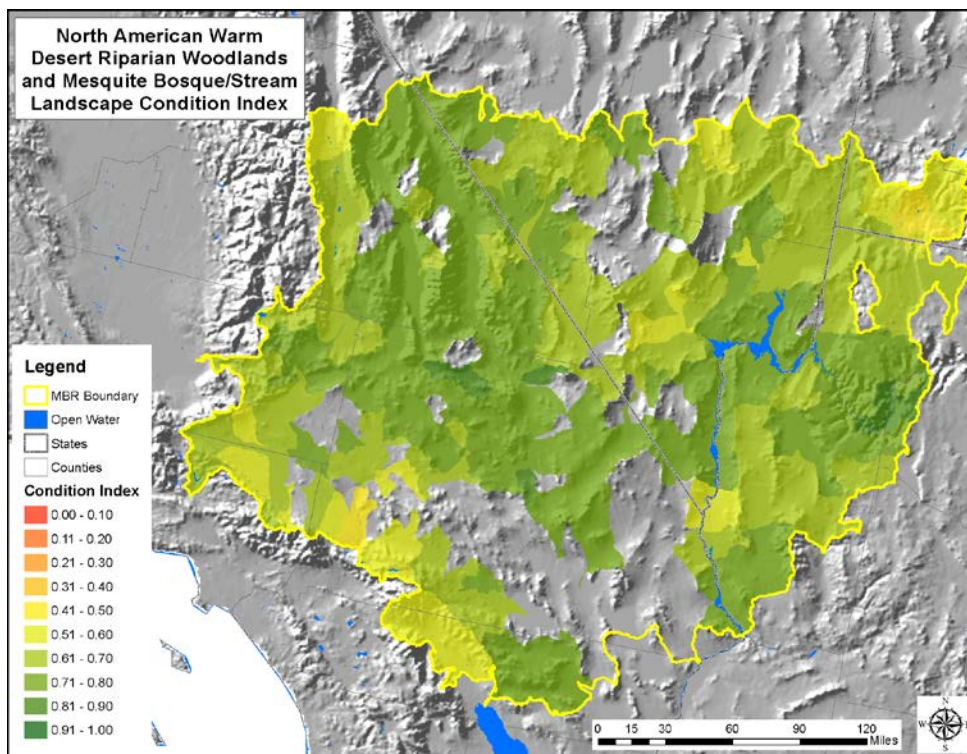 North American Warm
Desert Riparian Woodlands
and Mesquite Bosque/Stream
Landscape Condition Index
Legend
MBR Boundary
Open Water
States
Counties
Condition Index
0.00 - 0.10
0.11 - 0.20
0.21 - 0.30
0.31 - 0.40
0.41 - 0.50
0.51 - 0.60
0.61 - 0.70
0.71 - 0.80
0.81 - 0.90
0.91 - 1.00
0 15 30 60 90 120
Miles
N
W E
S